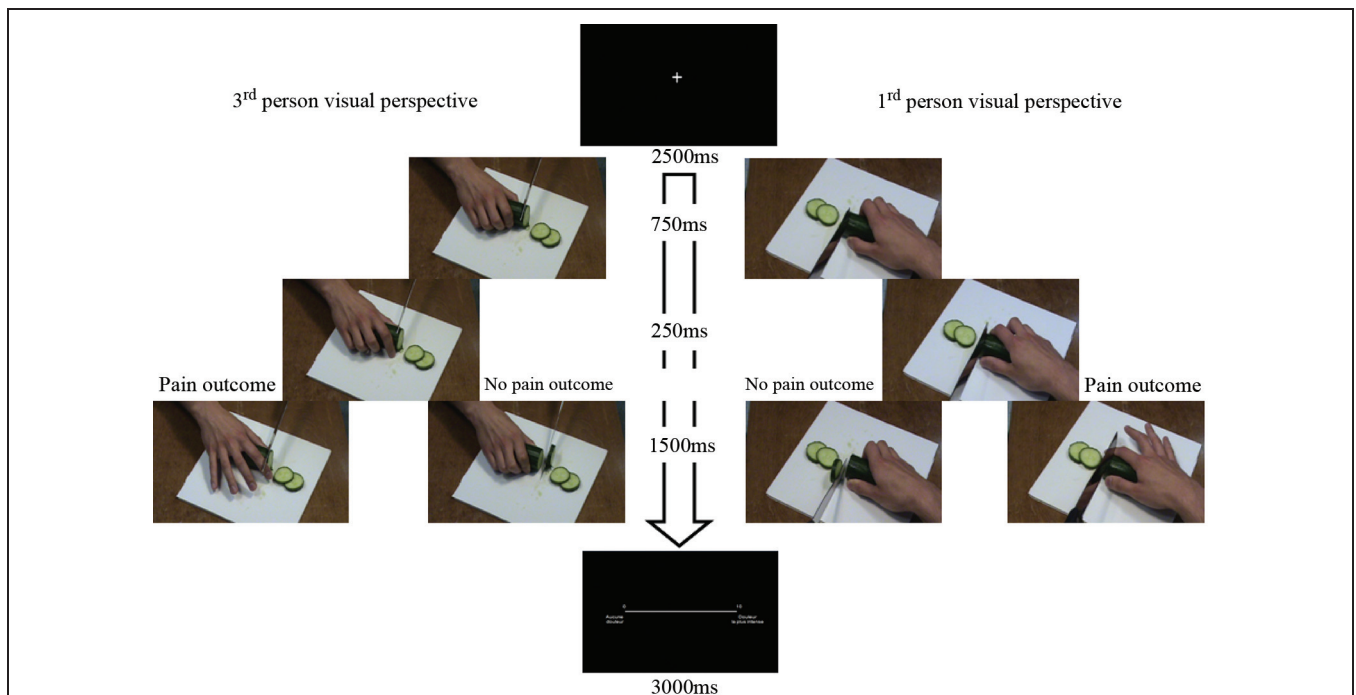 3rd person visual perspective
1rd person visual perspective
2500ms
750ms
250ms
Pain outcome
No pain outcome
No pain outcome
Pain outcome
1500ms
0
10
Aucune
douleur
Douleur
la plus intense
3000ms